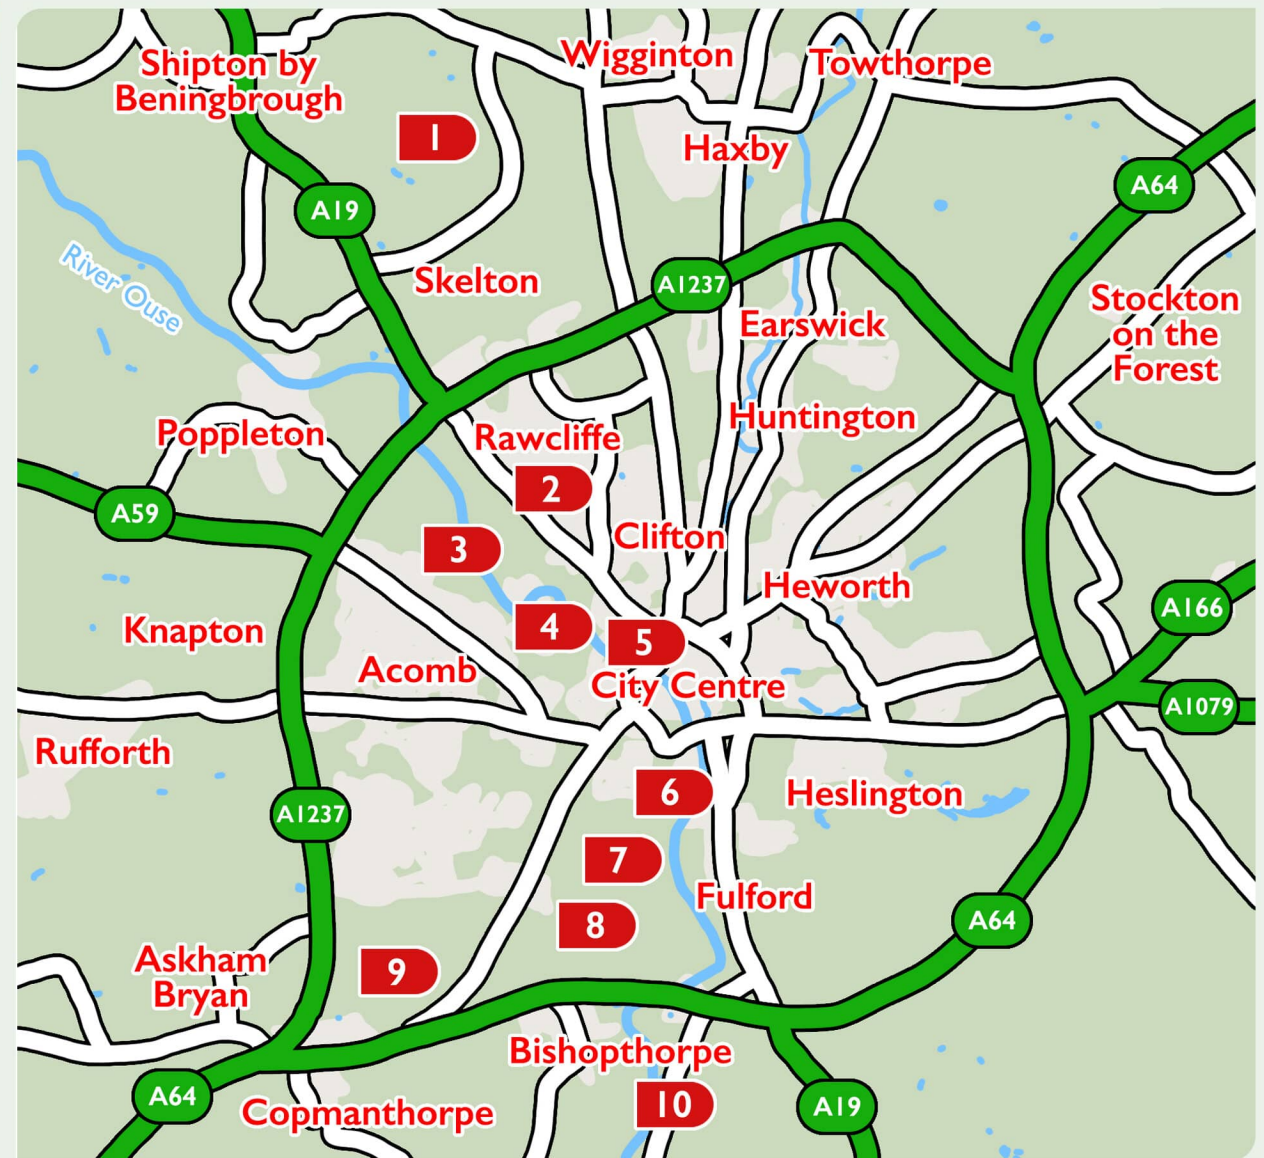 Wigginton
Towthorpe
Shipton by
Beningbrough
1
Haxby
A64
A19
River Ouse
Skelton
A1237
Stockton
on the
Forest
Earswick
Huntington
Poppleton
Rawcliffe
2
A59
Clifton
3
Heworth
A166
Knapton
4
5
Acomb
City Centre
A1079
Rufforth
6
Heslington
A1237
7
Fulford
8
A64
Askham
Bryan
9
Bishopthorpe
A64
Copmanthorpe
10
A19